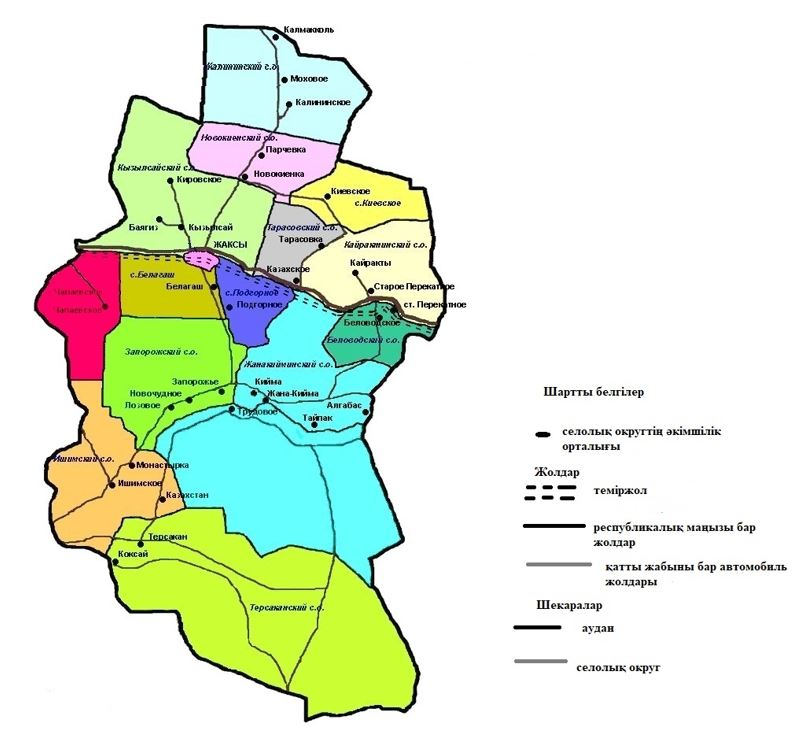 Калмакколь
Калининский с.о.
Моховое
Калининское
Новокиенский с.о.
Парчевка
Новокиенка
Кызылсайский с.о.
Кировское
Киевское
с.Киевское
Баягиз
Кызылсай
ЖАКСЫ
Тарасовский с.о.
Тарасовка
Кайрактинский с.о.
Казахское
Кайракты
Старое Перекатное
ст. Перекатное
с.Белагаш
Белагаш
с.Подгорное
Подгорное
Чапаевское
Чапаевское
Беловодское
Беловодский с.о.
Запорожский с.о.
Жанакийминский с.о.
Запорожье
Кийма
Новочудное
Жана-Кийма
Лозовое
Трудовое
Алгабас
Тайпак
Ишимский с.о.
Монастырка
Ишимское
Казахстан
Терсакан
Коксай
Терсаканский с.о.
Шартты белгілер
селолық округтің әкімшілік
орталығы
Жолдар
теміржол
республикалық маңызы бар
жолдар
қатты жабыны бар автомобиль
жолдары
Шекаралар
аудан
селолық округ